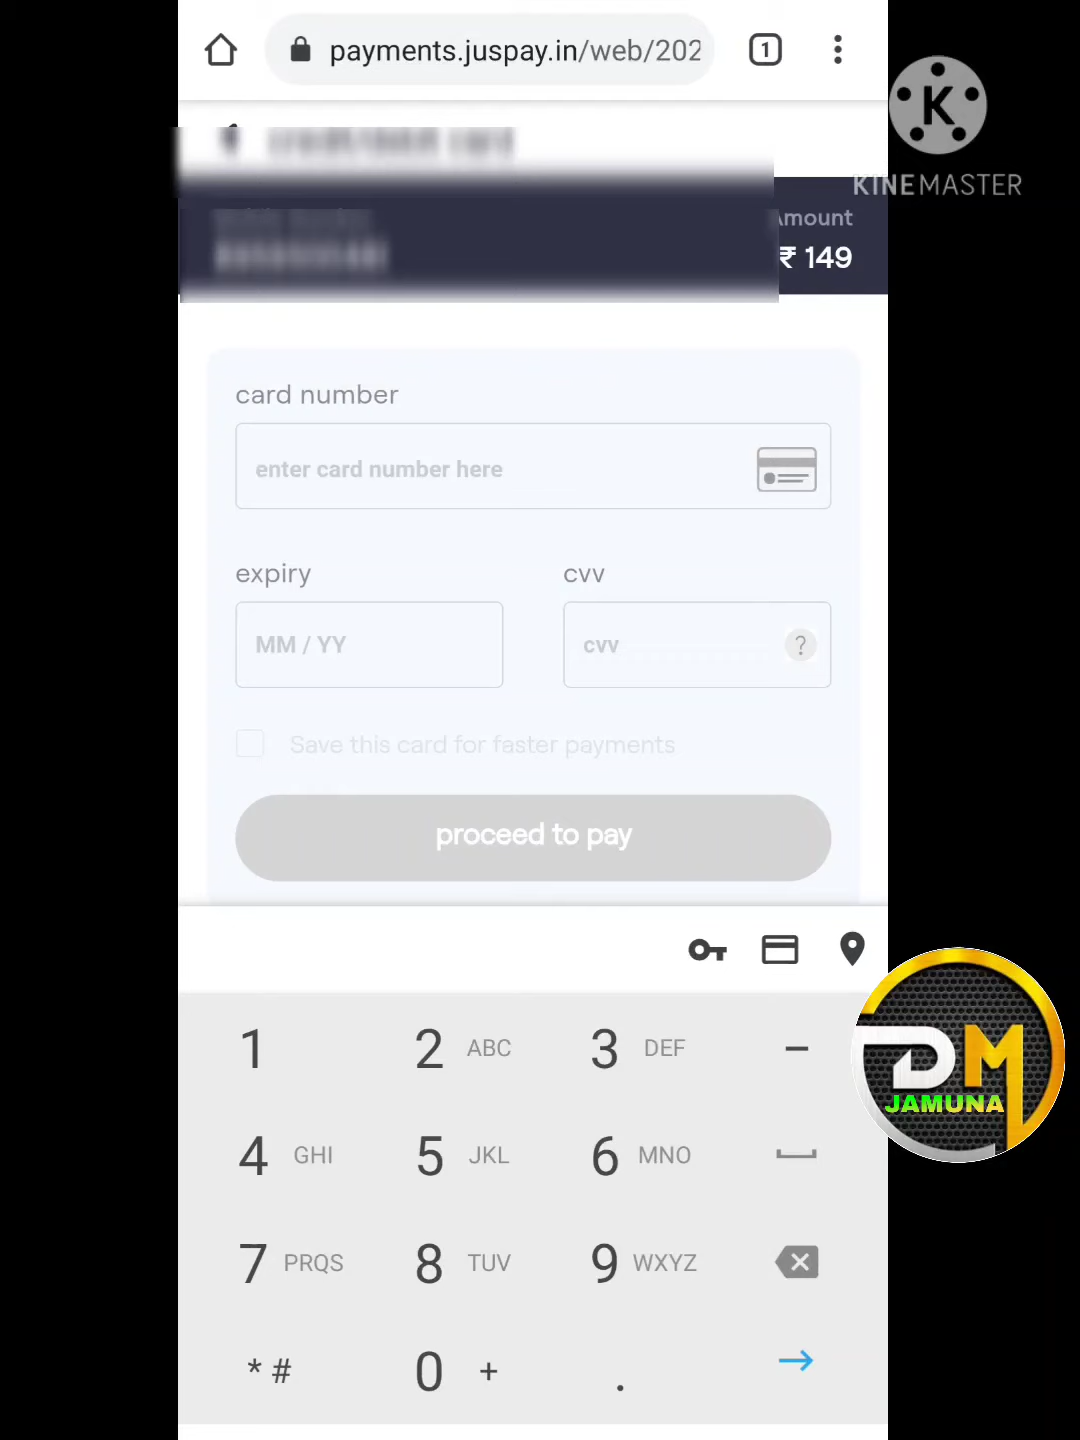 payments.juspay.in/web/202
1
K
KINEMASTER
Amount
₹ 149
card number
enter card number here
expiry
cvv
MM / YY
cvv
?
Save this card for faster payments
proceed to pay
1
2 ABC
3 DEF
–
4 GHI
5 JKL
6 MNO
7 PRQS
8 TUV
9 WXYZ
* #
0 +
.
DM
JAMUNA